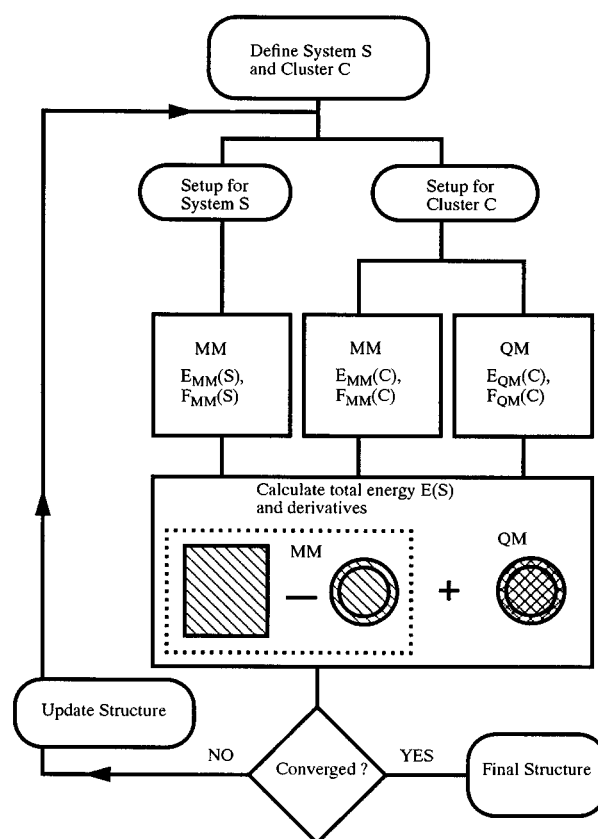 Define System S
and Cluster C
Setup for
System S
Setup for
Cluster C
MM
E_MM(S),
F_MM(S)
MM
E_MM(C),
F_MM(C)
QM
E_QM(C),
F_QM(C)
Calculate total energy E(S)
and derivatives
MM
QM
− +
Update Structure
NO
Converged ?
YES
Final Structure